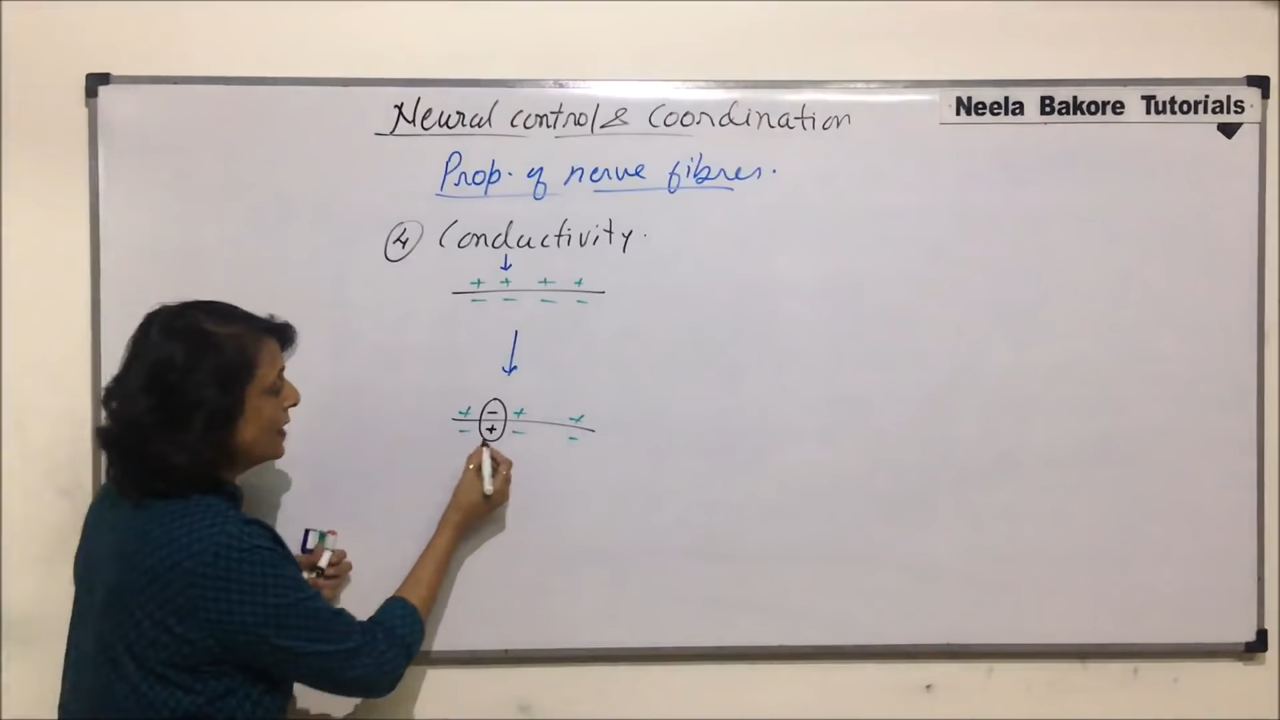 Neela Bakore Tutorials
Neural control & Coordination
Prop. of nerve fibres.
④ Conductivity.
↓
+ + + +
− − − −
↓
+ − + +
− + − −